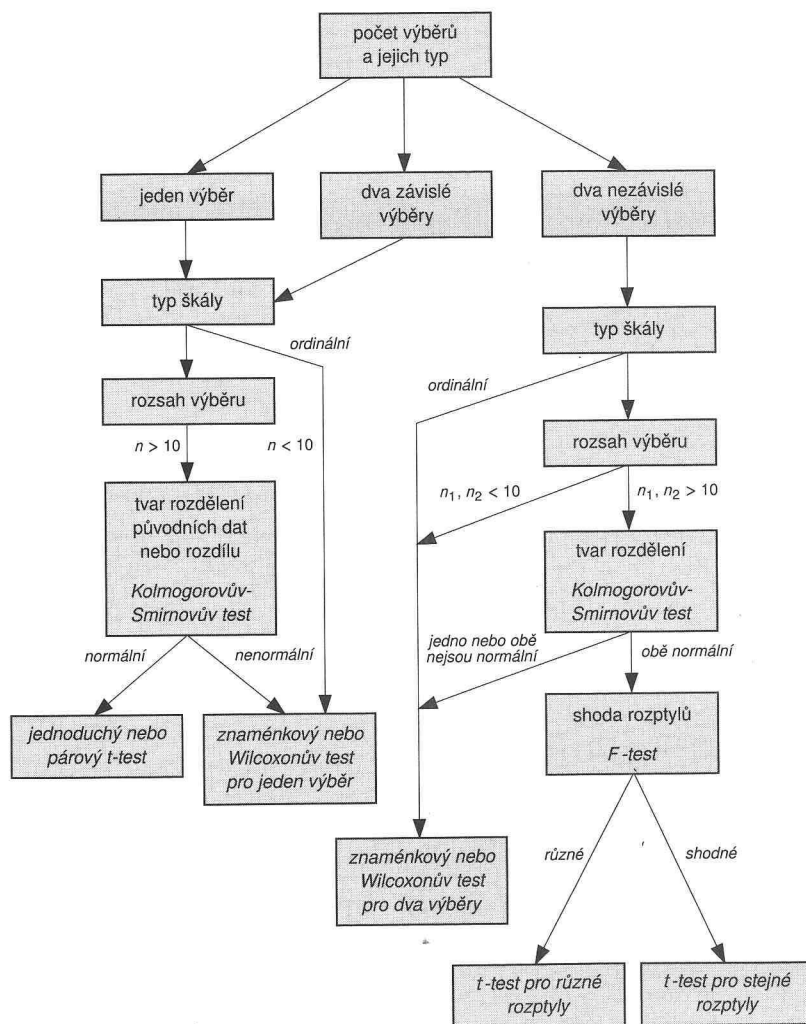 počet výběrů
a jejich typ
jeden výběr
dva závislé
výběry
dva nezávislé
výběry
typ škály
typ škály
ordinální
ordinální
rozsah výběru
rozsah výběru
n > 10
n < 10
n₁, n₂ < 10
n₁, n₂ > 10
tvar rozdělení
původních dat
nebo rozdílu
Kolmogorovův-
Smirnovův test
tvar rozdělení
Kolmogorovův-
Smirnovův test
normální
nenormální
jedno nebo obě
nejsou normální
obě normální
jednoduchý nebo
párový t-test
znaménkový nebo
Wilcoxonův test
pro jeden výběr
shoda rozptylů
F -test
různé
shodné
znaménkový nebo
Wilcoxonův test
pro dva výběry
t -test pro různé
rozptyly
t -test pro stejné
rozptyly